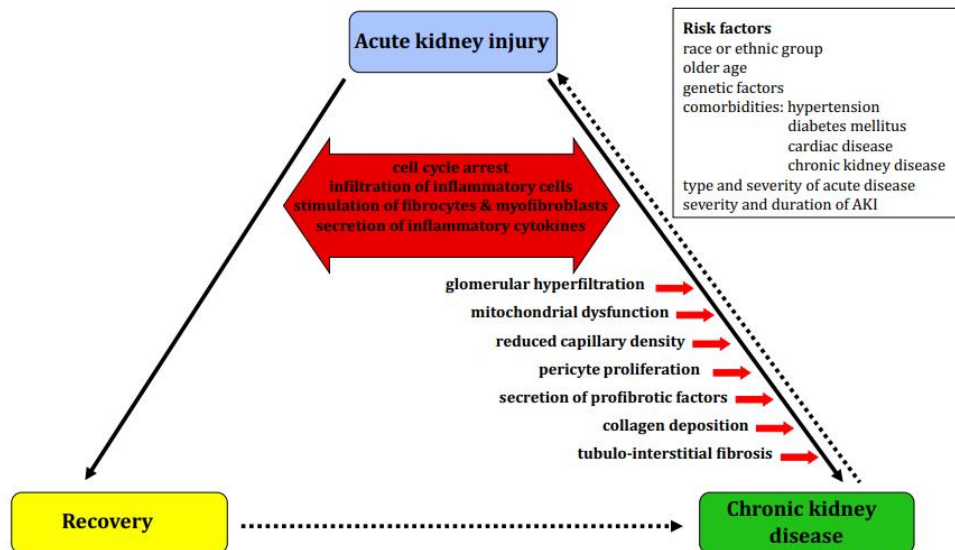 Acute kidney injury
Risk factors
race or ethnic group
older age
genetic factors
comorbidities: hypertension
diabetes mellitus
cardiac disease
chronic kidney disease
type and severity of acute disease
severity and duration of AKI
cell cycle arrest
infiltration of inflammatory cells
stimulation of fibrocytes & myofibroblasts
secretion of inflammatory cytokines
glomerular hyperfiltration
mitochondrial dysfunction
reduced capillary density
pericyte proliferation
secretion of profibrotic factors
collagen deposition
tubulo-interstitial fibrosis
Recovery
Chronic kidney
disease